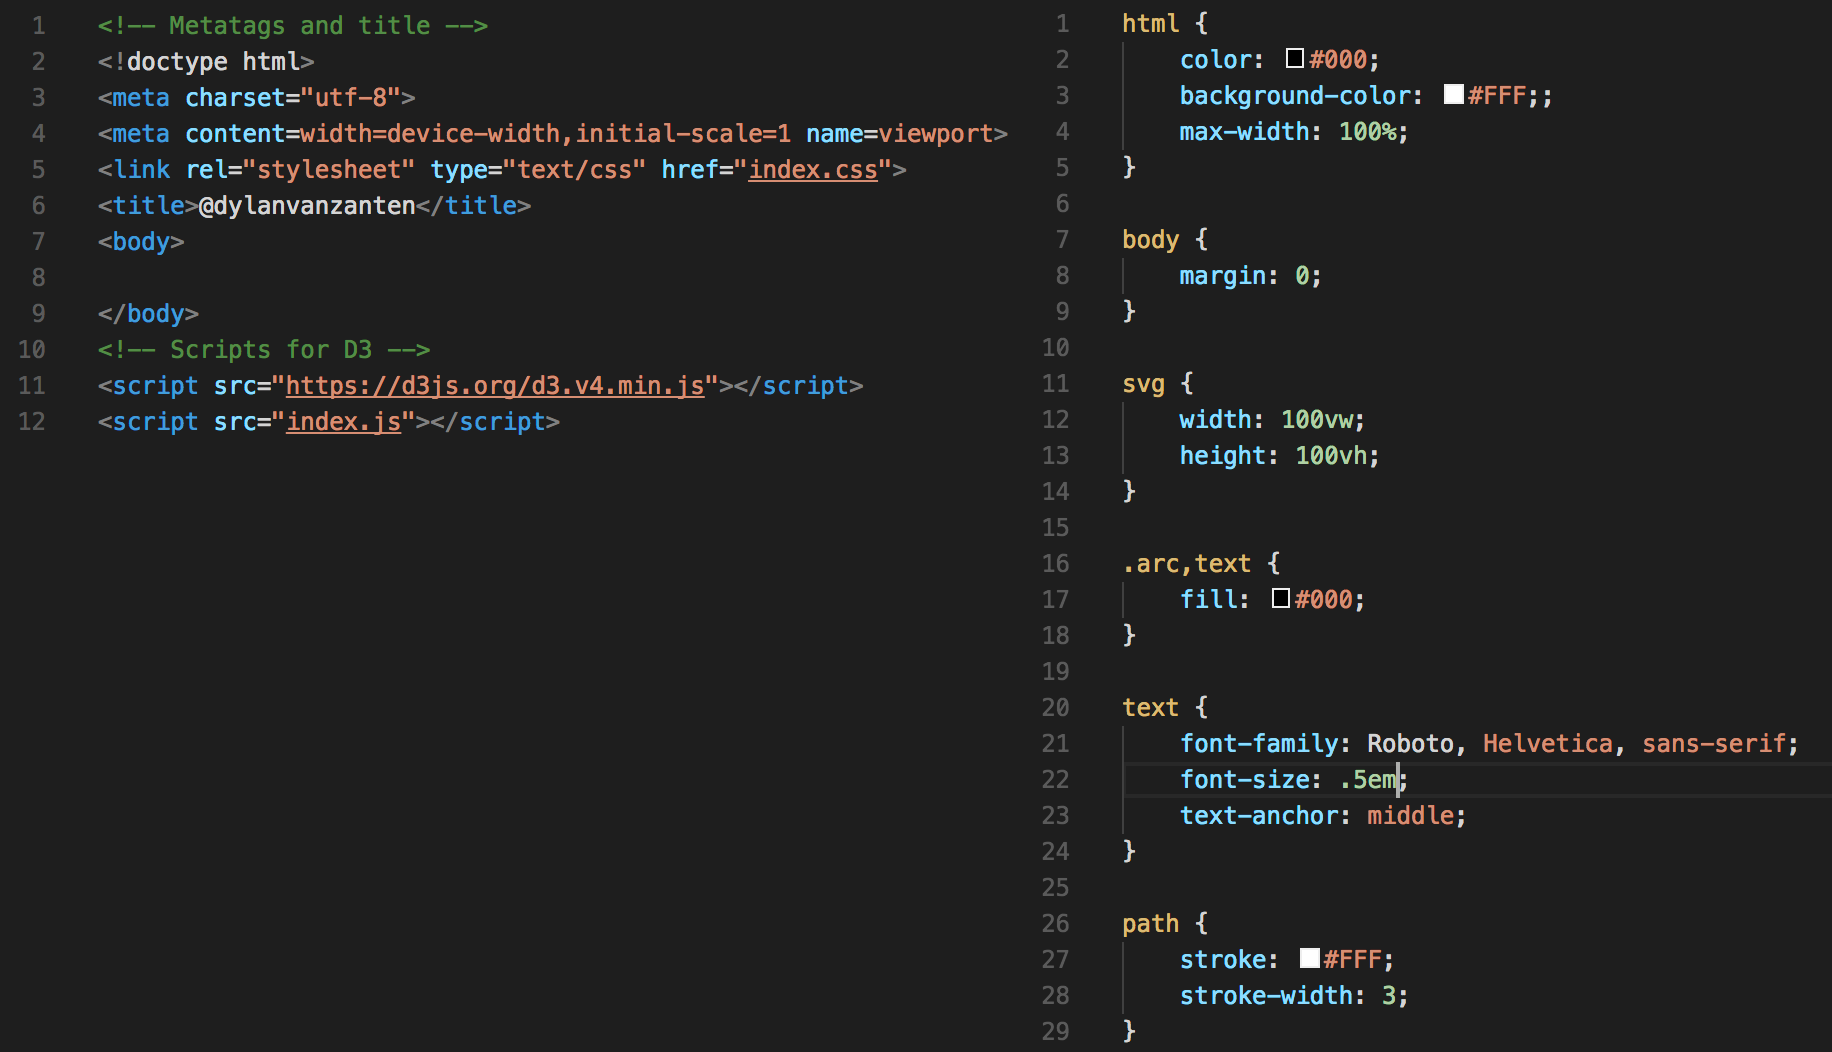 1 <!-- Metatags and title -->
2 <!doctype html>
3 <meta charset="utf-8">
4 <meta content=width=device-width,initial-scale=1 name=viewport>
5 <link rel="stylesheet" type="text/css" href="index.css">
6 <title>@dylanvanzanten</title>
7 <body>
8
9 </body>
10 <!-- Scripts for D3 -->
11 <script src="https://d3js.org/d3.v4.min.js"></script>
12 <script src="index.js"></script>
1 html {
2 color: #000;
3 background-color: #FFF;;
4 max-width: 100%;
5 }
6
7 body {
8 margin: 0;
9 }
10
11 svg {
12 width: 100vw;
13 height: 100vh;
14 }
15
16 .arc,text {
17 fill: #000;
18 }
19
20 text {
21 font-family: Roboto, Helvetica, sans-serif;
22 font-size: .5em;
23 text-anchor: middle;
24 }
25
26 path {
27 stroke: #FFF;
28 stroke-width: 3;
29 }